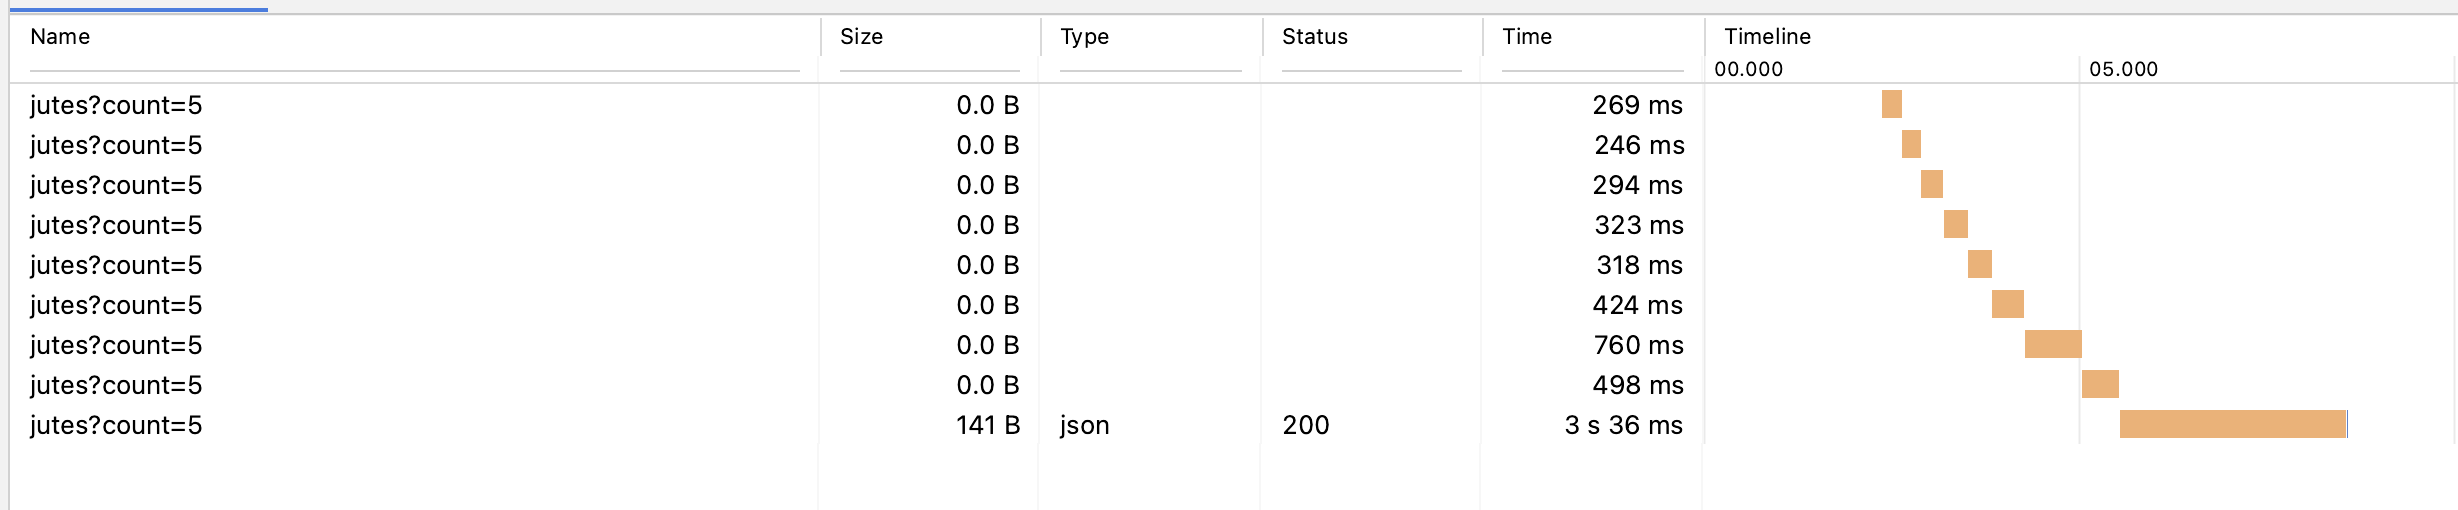 Name Size Type Status Time Timeline
00.000 05.000
jutes?count=5 0.0 B 269 ms
jutes?count=5 0.0 B 246 ms
jutes?count=5 0.0 B 294 ms
jutes?count=5 0.0 B 323 ms
jutes?count=5 0.0 B 318 ms
jutes?count=5 0.0 B 424 ms
jutes?count=5 0.0 B 760 ms
jutes?count=5 0.0 B 498 ms
jutes?count=5 141 B json 200 3 s 36 ms